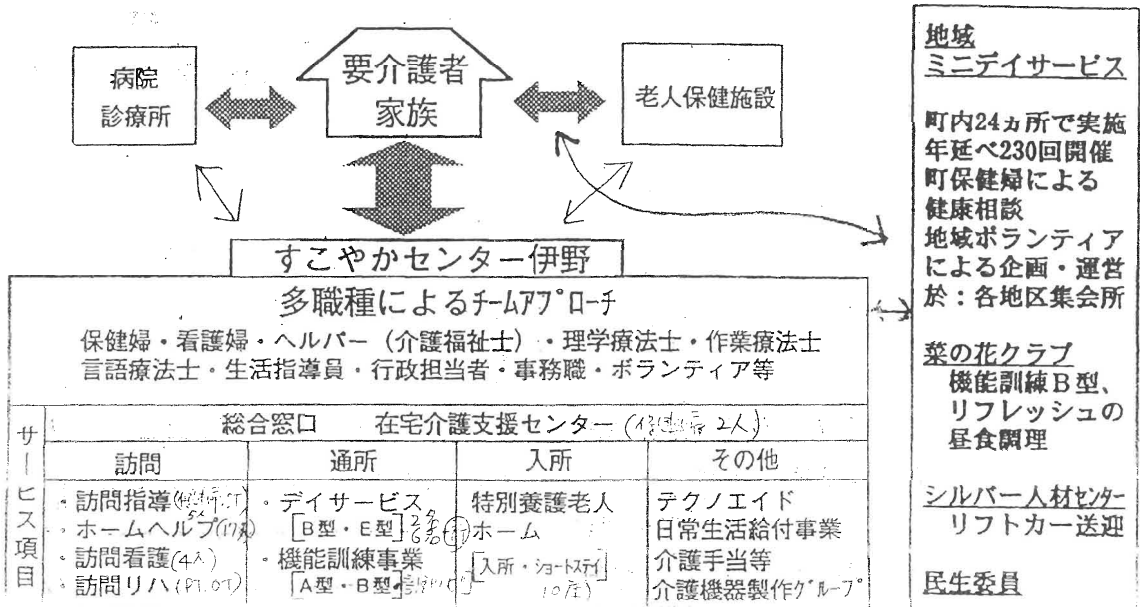 病院
診療所
要介護者
家族
老人保健施設
すこやかセンター伊野
多職種によるチームアプローチ
保健婦・看護婦・ヘルパー（介護福祉士）・理学療法士・作業療法士
言語療法士・生活指導員・行政担当者・事務職・ボランティア等
サービス項目
総合窓口 在宅介護支援センター（ 2人）
訪問
・訪問指導
・ホームヘルプ
・訪問看護(4人)
・訪問リハ(PT.OT)
通所
・デイサービス
［B型・E型］
・機能訓練事業
［A型・B型］
入所
特別養護老人
ホーム
［入所・ショートステイ］
その他
テクノエイド
日常生活給付事業
介護手当等
介護機器製作グループ
地域
ミニデイサービス
町内24ヵ所で実施
年延べ230回開催
町保健婦による
健康相談
地域ボランティア
による企画・運営
於：各地区集会所
菜の花クラブ
機能訓練B型、
リフレッシュの
昼食調理
シルバー人材センター
リフトカー送迎
民生委員